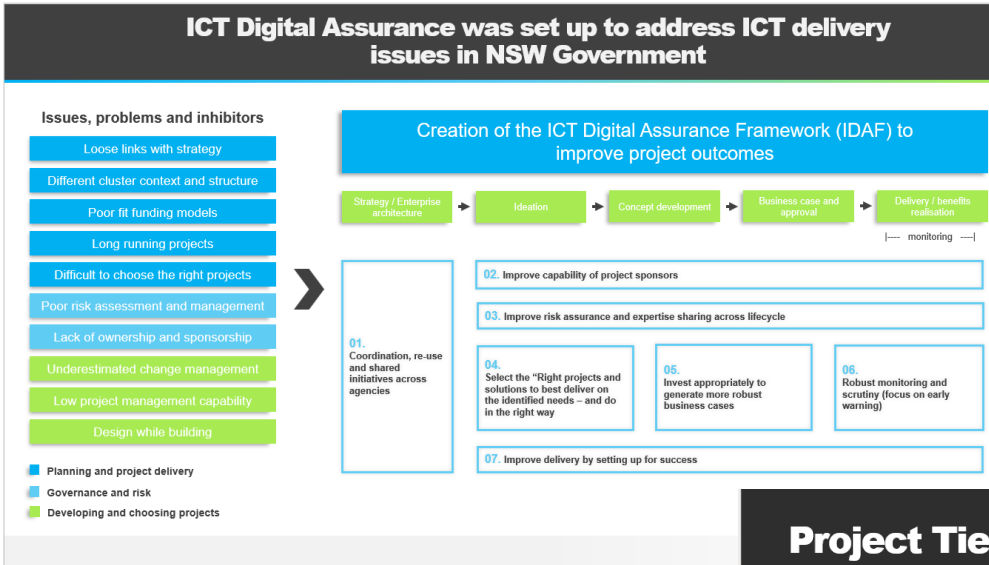 ICT Digital Assurance was set up to address ICT delivery
issues in NSW Government
Issues, problems and inhibitors
Loose links with strategy
Different cluster context and structure
Poor fit funding models
Long running projects
Difficult to choose the right projects
Poor risk assessment and management
Lack of ownership and sponsorship
Underestimated change management
Low project management capability
Design while building
Planning and project delivery
Governance and risk
Developing and choosing projects
Creation of the ICT Digital Assurance Framework (IDAF) to
improve project outcomes
Strategy / Enterprise
architecture
Ideation
Concept development
Business case and
approval
Delivery / benefits
realisation
|---- monitoring ----|
01.
Coordination, re-use
and shared
initiatives across
agencies
02. Improve capability of project sponsors
03. Improve risk assurance and expertise sharing across lifecycle
04.
Select the “Right projects and
solutions to best deliver on
the identified needs – and do
in the right way
05.
Invest appropriately to
generate more robust
business cases
06.
Robust monitoring and
scrutiny (focus on early
warning)
07. Improve delivery by setting up for success
Project Tie